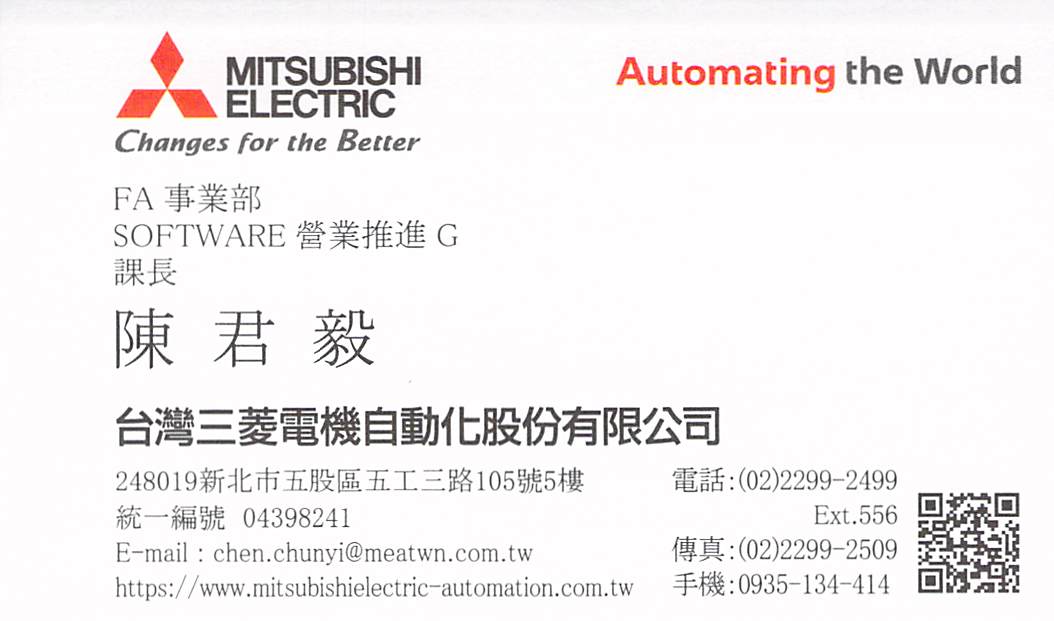 MITSUBISHI
ELECTRIC
Changes for the Better
Automating the World
FA 事業部
SOFTWARE 營業推進 G
課長
陳 君 毅
台灣三菱電機自動化股份有限公司
248019新北市五股區五工三路105號5樓
統一編號 04398241
E-mail : chen.chunyi@meatwn.com.tw
https://www.mitsubishielectric-automation.com.tw
電話:(02)2299-2499
Ext.556
傳真:(02)2299-2509
手機:0935-134-414